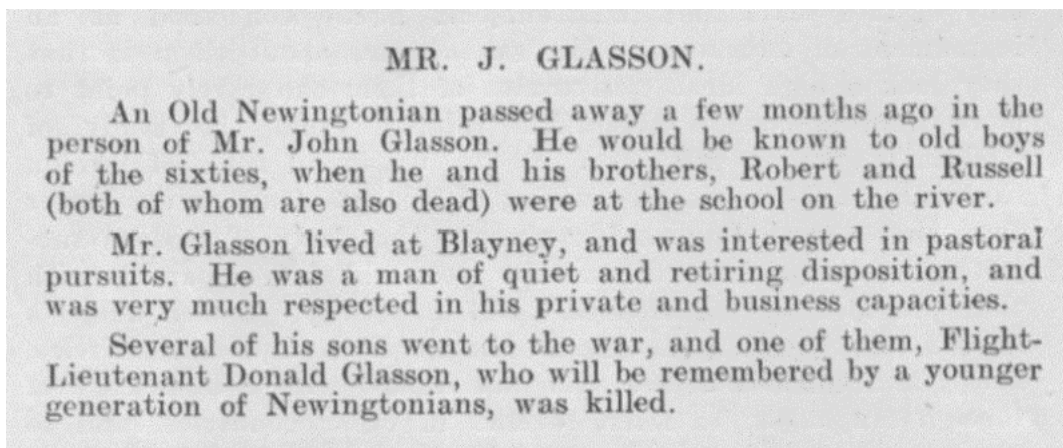 MR. J. GLASSON.
An Old Newingtonian passed away a few months ago in the
person of Mr. John Glasson. He would be known to old boys
of the sixties, when he and his brothers, Robert and Russell
(both of whom are also dead) were at the school on the river.
Mr. Glasson lived at Blayney, and was interested in pastoral
pursuits. He was a man of quiet and retiring disposition, and
was very much respected in his private and business capacities.
Several of his sons went to the war, and one of them, Flight-
Lieutenant Donald Glasson, who will be remembered by a younger
generation of Newingtonians, was killed.